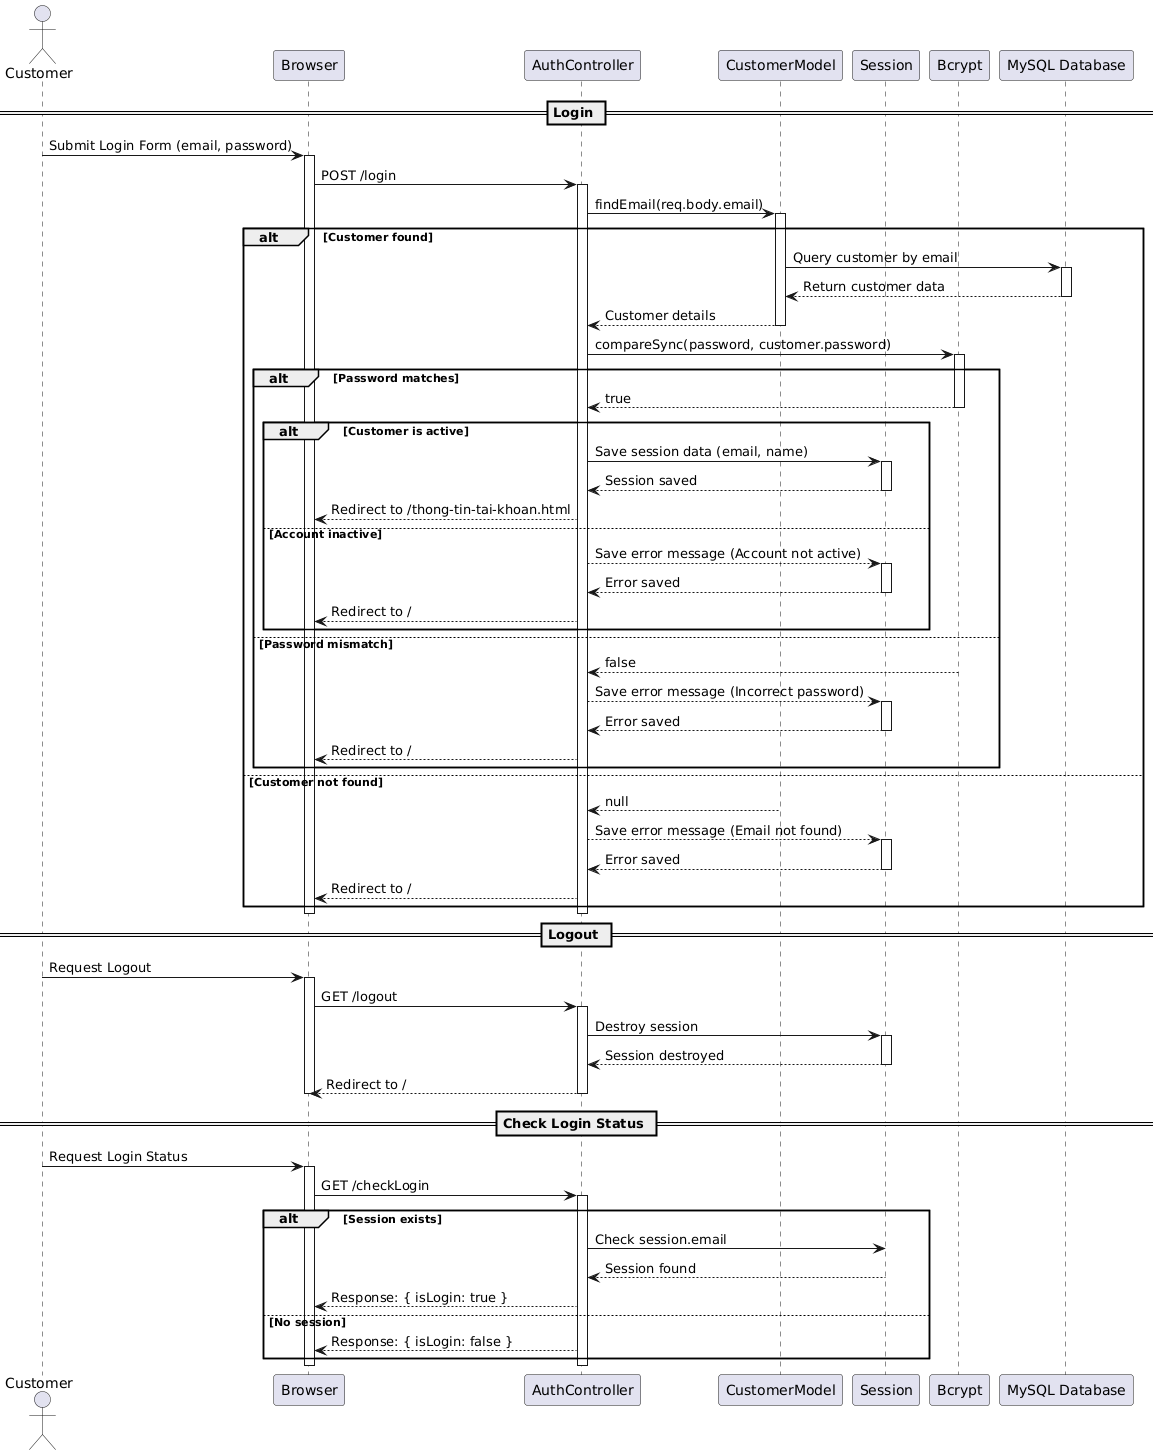 Customer
Browser
AuthController
CustomerModel
Session
Bcrypt
MySQL Database
Login
Submit Login Form (email, password)
POST /login
findEmail(req.body.email)
alt
[Customer found]
Query customer by email
Return customer data
Customer details
compareSync(password, customer.password)
alt
[Password matches]
true
alt
[Customer is active]
Save session data (email, name)
Session saved
Redirect to /thong-tin-tai-khoan.html
[Account inactive]
Save error message (Account not active)
Error saved
Redirect to /
[Password mismatch]
false
Save error message (Incorrect password)
Error saved
Redirect to /
[Customer not found]
null
Save error message (Email not found)
Error saved
Redirect to /
Logout
Request Logout
GET /logout
Destroy session
Session destroyed
Redirect to /
Check Login Status
Request Login Status
GET /checkLogin
alt
[Session exists]
Check session.email
Session found
Response: { isLogin: true }
[No session]
Response: { isLogin: false }
Customer
Browser
AuthController
CustomerModel
Session
Bcrypt
MySQL Database